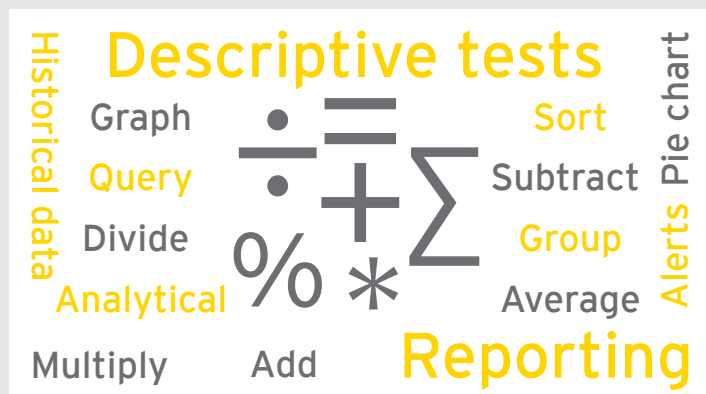 Descriptive tests
Historical data
Graph
Query
Divide
Analytical
Multiply
Add
÷ =
+ Σ
% *
Sort
Subtract
Group
Average
Reporting
Pie chart
Alerts